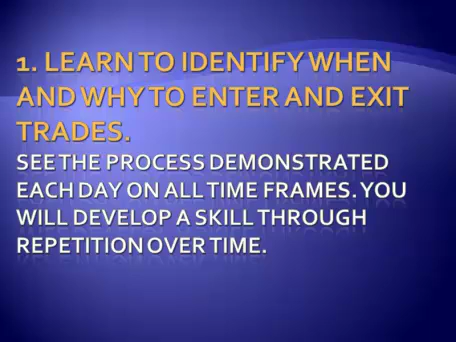 1. LEARN TO IDENTIFY WHEN
AND WHY TO ENTER AND EXIT
TRADES.
SEE THE PROCESS DEMONSTRATED
EACH DAY ON ALL TIME FRAMES. YOU
WILL DEVELOP A SKILL THROUGH
REPETITION OVER TIME.